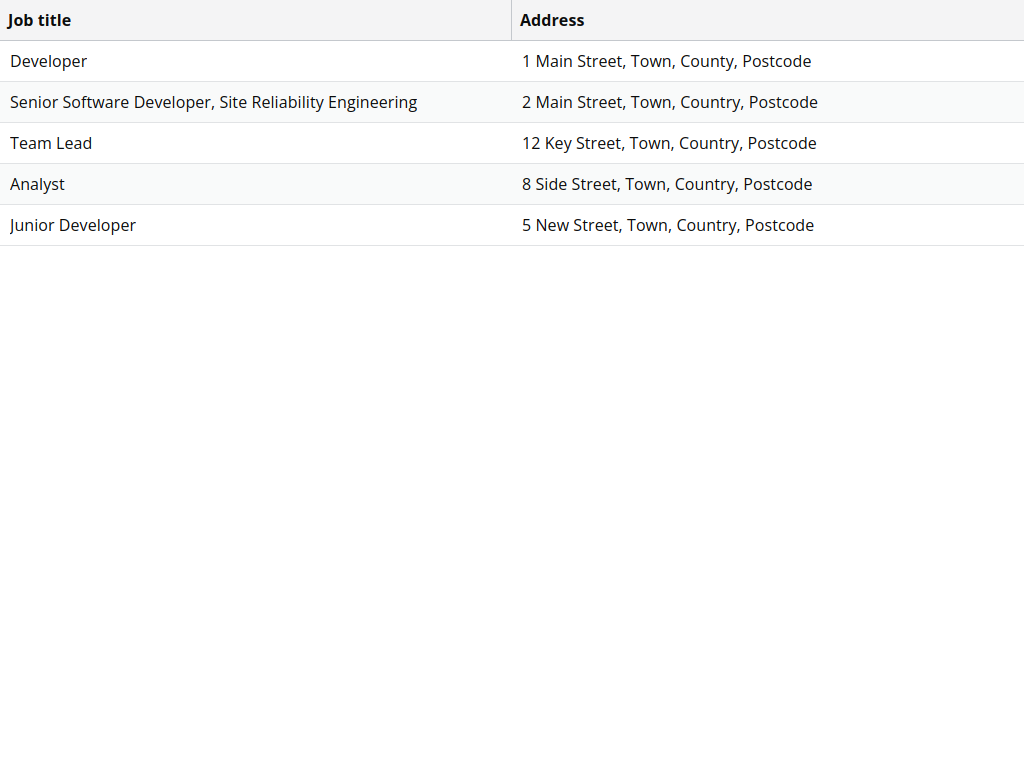 Job title Address
Developer 1 Main Street, Town, County, Postcode
Senior Software Developer, Site Reliability Engineering 2 Main Street, Town, Country, Postcode
Team Lead 12 Key Street, Town, Country, Postcode
Analyst 8 Side Street, Town, Country, Postcode
Junior Developer 5 New Street, Town, Country, Postcode